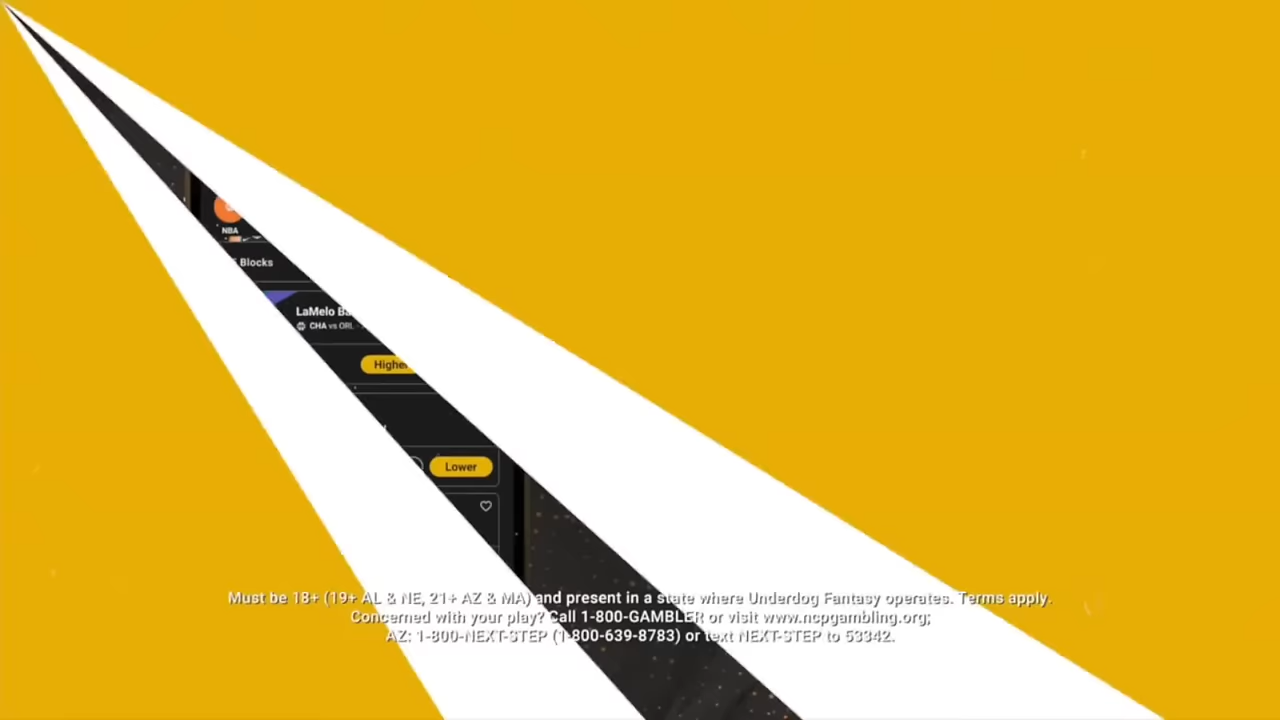 NBA
Blocks
LaMelo
CHA vs ORL
Lower
Must be 18+ (19+ AL & NE, 21+ AZ & MA) and present in a state where Underdog Fantasy operates. Terms apply.
Concerned with your play? Call 1-800-GAMBLER or visit www.ncpgambling.org;
AZ: 1-800-NEXT-STEP (1-800-639-8783) or text NEXT-STEP to 53342.